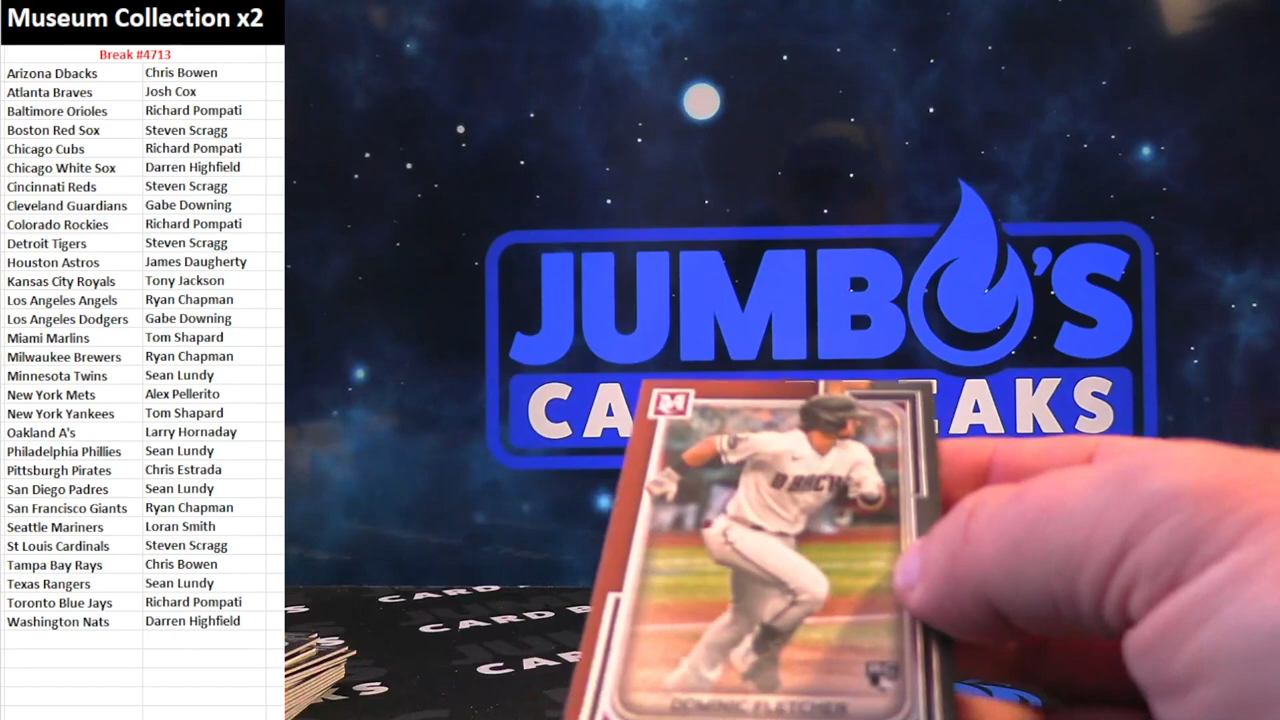 Museum Collection x2
Break #4713
Arizona Dbacks Chris Bowen
Atlanta Braves Josh Cox
Baltimore Orioles Richard Pompati
Boston Red Sox Steven Scragg
Chicago Cubs Richard Pompati
Chicago White Sox Darren Highfield
Cincinnati Reds Steven Scragg
Cleveland Guardians Gabe Downing
Colorado Rockies Richard Pompati
Detroit Tigers Steven Scragg
Houston Astros James Daugherty
Kansas City Royals Tony Jackson
Los Angeles Angels Ryan Chapman
Los Angeles Dodgers Gabe Downing
Miami Marlins Tom Shapard
Milwaukee Brewers Ryan Chapman
Minnesota Twins Sean Lundy
New York Mets Alex Pellerito
New York Yankees Tom Shapard
Oakland A's Larry Hornaday
Philadelphia Phillies Sean Lundy
Pittsburgh Pirates Chris Estrada
San Diego Padres Sean Lundy
San Francisco Giants Ryan Chapman
Seattle Mariners Loran Smith
St Louis Cardinals Steven Scragg
Tampa Bay Rays Chris Bowen
Texas Rangers Sean Lundy
Toronto Blue Jays Richard Pompati
Washington Nats Darren Highfield
JUMBO'S
CA EAKS
M
DOMINIC FLETCHER
CARD
CARD B
CAR